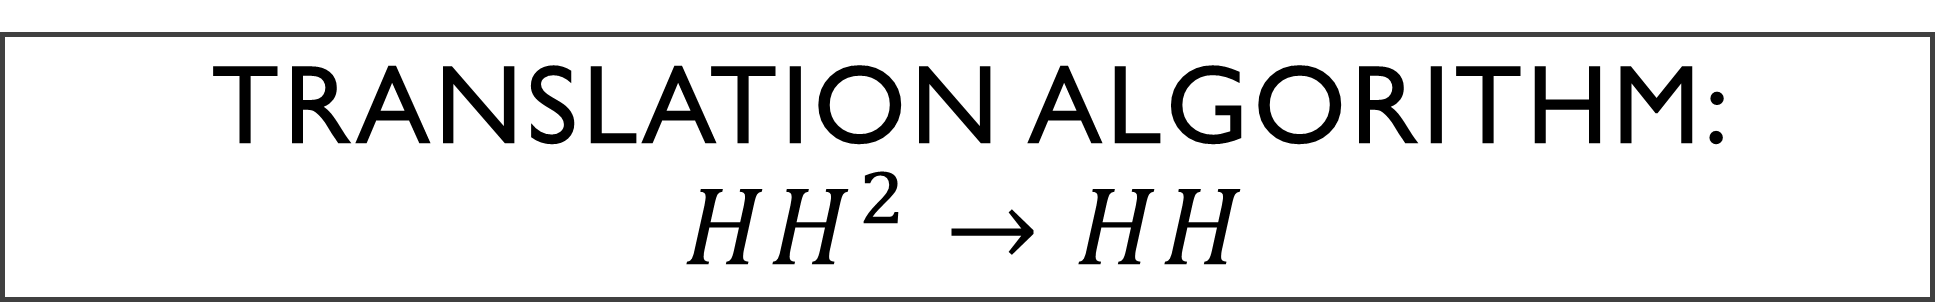 TRANSLATION ALGORITHM:
HH² → HH